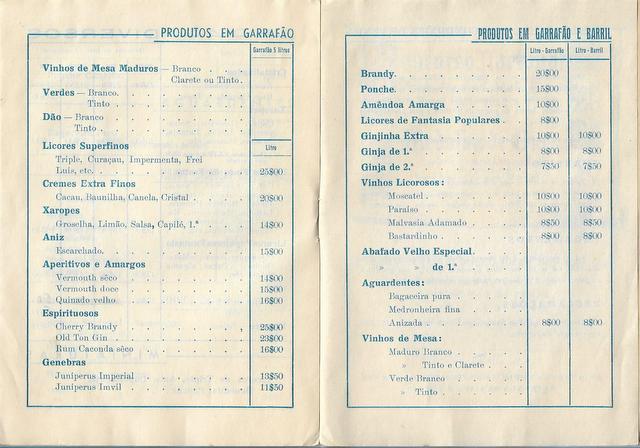 PRODUTOS EM GARRAFÃO
Garrafão 5 litros
Vinhos de Mesa Maduros — Branco . . . .
Clarete ou Tinto .
Verdes — Branco. . . . . . .
Tinto . . . . . . .
Dão — Branco . . . . . . .
Tinto . . . . . . .
Licores Superfinos
Litro
Triple, Curaçau, Impermenta, Frei
Luis, etc. . . . . . . . 25$00
Cremes Extra Finos
Cacau, Baunilha, Canela, Cristal . . 20$00
Xaropes
Groselha, Limão, Salsa, Capilé, 1.ª . 14$00
Aniz
Escarchado. . . . . . . 15$00
Aperitivos e Amargos
Vermouth sêco . . . . . . 14$00
Vermouth doce . . . . . . 15$00
Quinado velho . . . . . . 16$00
Espirituosos
Cherry Brandy . . . . . . 25$00
Old Ton Gin . . . . . . . 23$00
Rum Caconda sêco . . . . . 16$00
Genebras
Juniperus Imperial . . . . . 13$50
Juniperus Imvil . . . . . . 11$50
PRODUTOS EM GARRAFÃO E BARRIL
Litro - Garrafão Litro - Barril
Brandy. . . . . . . . . 20$00
Ponche. . . . . . . . . 15$00
Amêndoa Amarga . . . . . . 10$00
Licores de Fantasia Populares . . 8$00
Ginjinha Extra . . . . . . 10$00 10$00
Ginja de 1.ª . . . . . . . 8$00 8$00
Ginja de 2.ª . . . . . . . 7$50 7$50
Vinhos Licorosos:
Moscatel . . . . . . . 10$00 10$00
Paraíso . . . . . . . 10$00 10$00
Malvasia Adamado . . . . 8$50 8$50
Bastardinho . . . . . . 8$00 8$00
Abafado Velho Especial. . . .
» » de 1.ª . . . .
Aguardentes:
Bagaceira pura . . . . .
Medronheira fina . . . . .
Anizada . . . . . . . 8$00 8$00
Vinhos de Mesa:
Maduro Branco . . . . .
» Tinto e Clarete . . .
Verde Branco . . . . . .
» Tinto . . . . . .